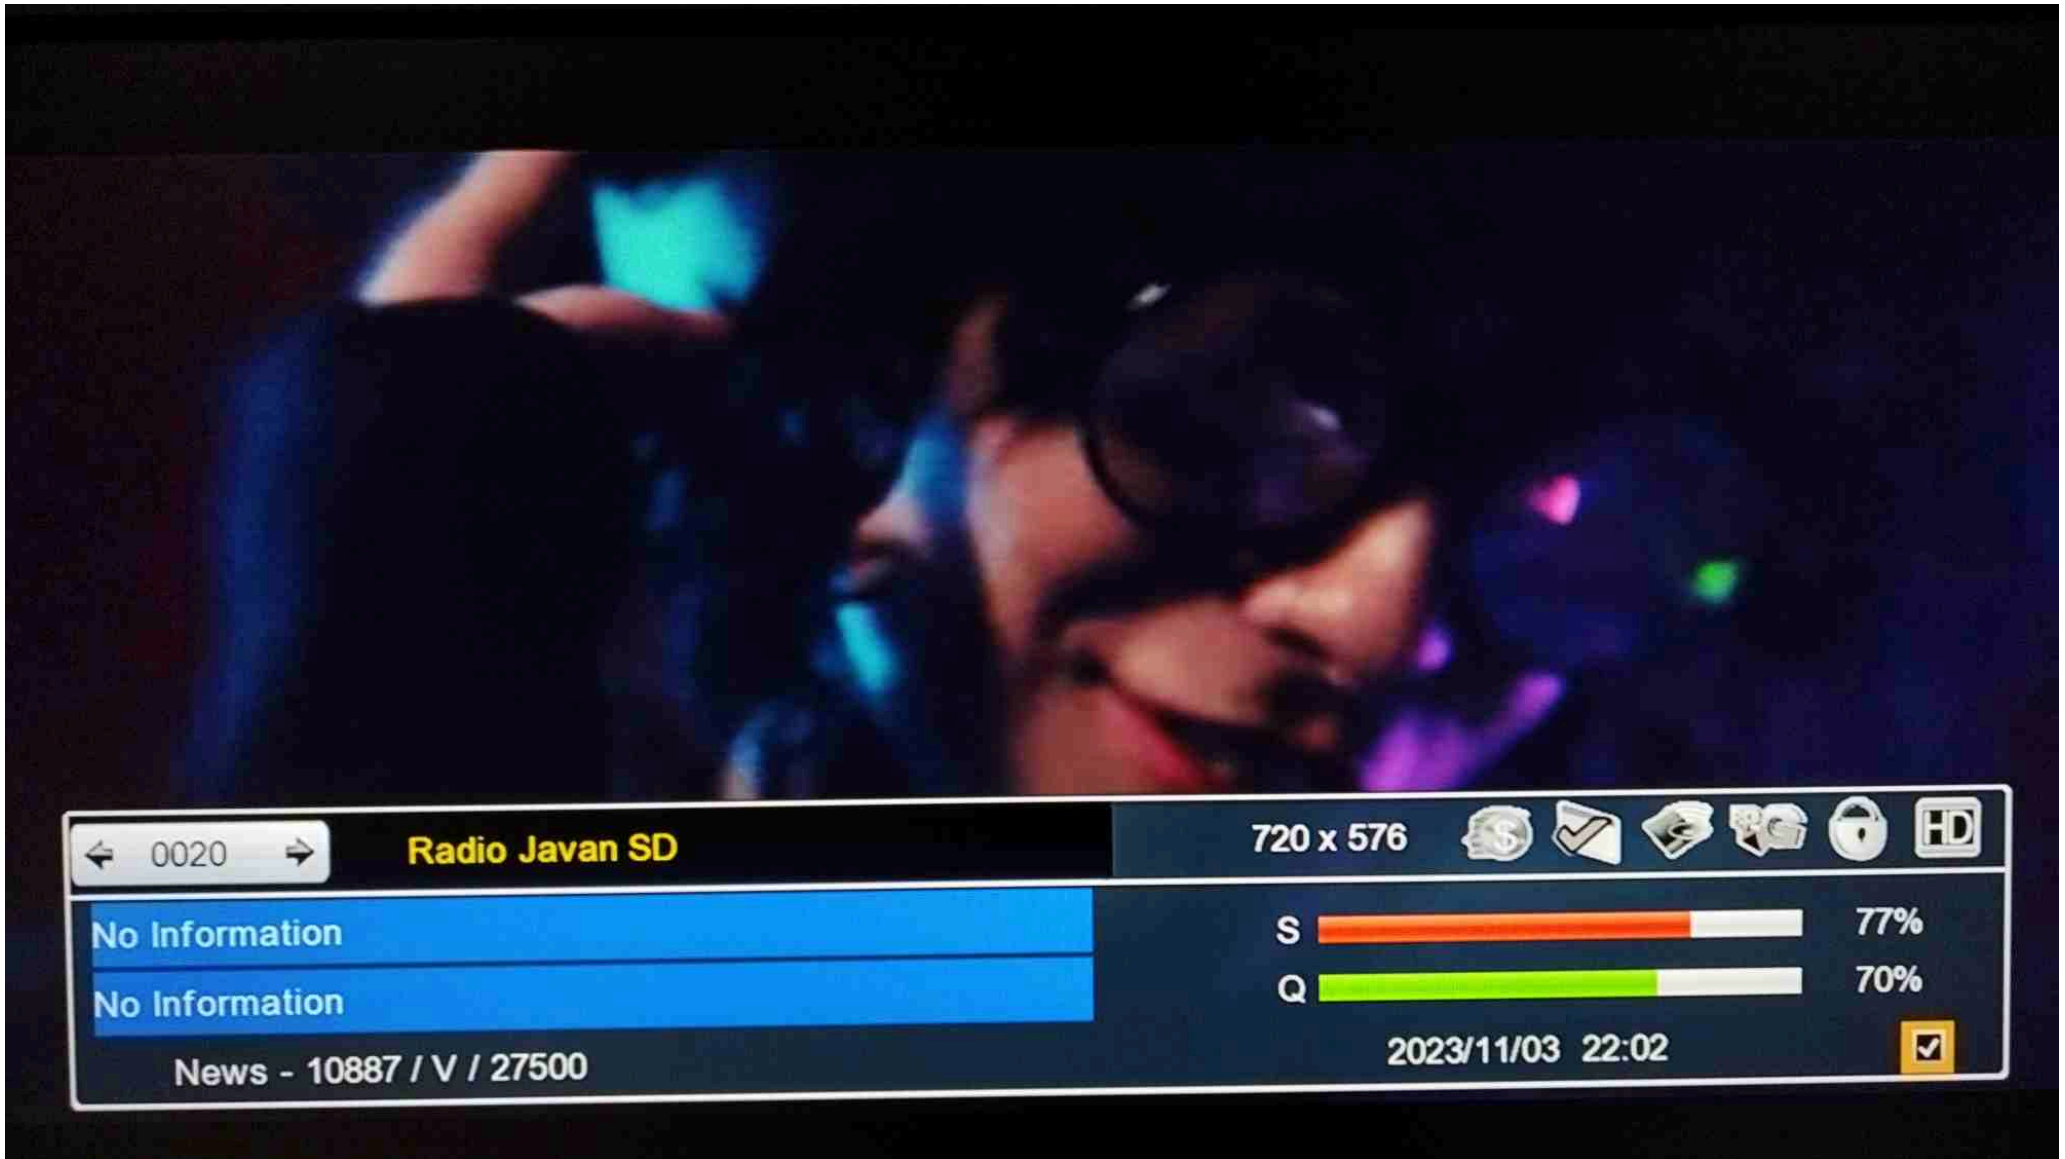 0020 Radio Javan SD 720 x 576 HD
No Information S 77%
No Information Q 70%
News - 10887 / V / 27500 2023/11/03 22:02